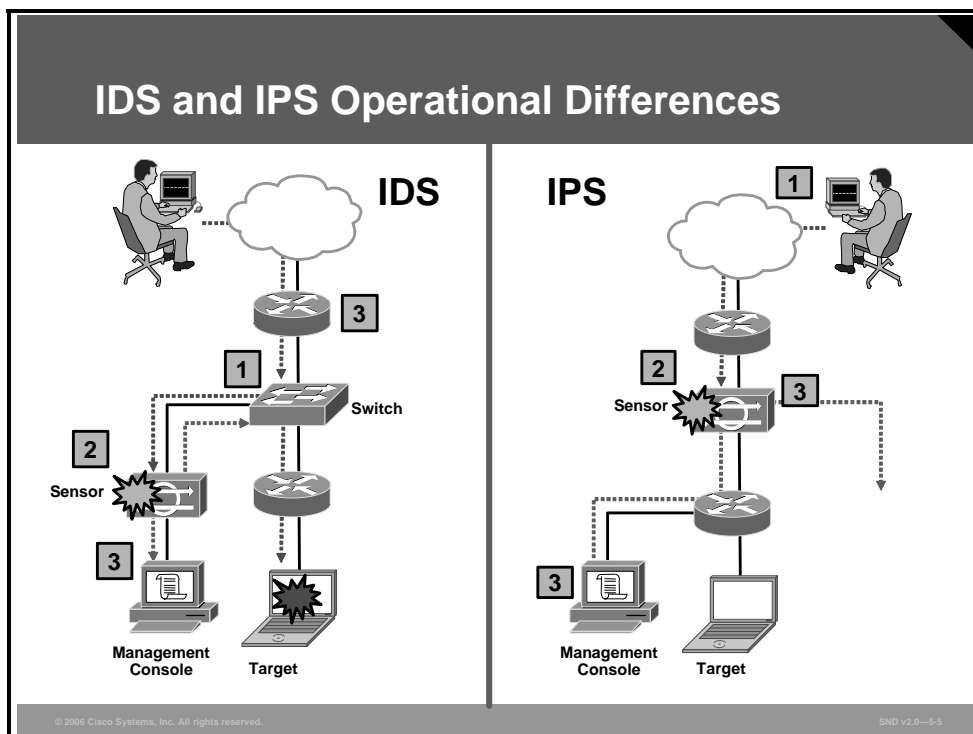 IDS and IPS Operational Differences
IDS
3
1
Switch
2
Sensor
3
Management
Console
Target
IPS
1
2
Sensor
3
3
Management
Console
Target
© 2006 Cisco Systems, Inc. All rights reserved.
SND v2.0—5-5